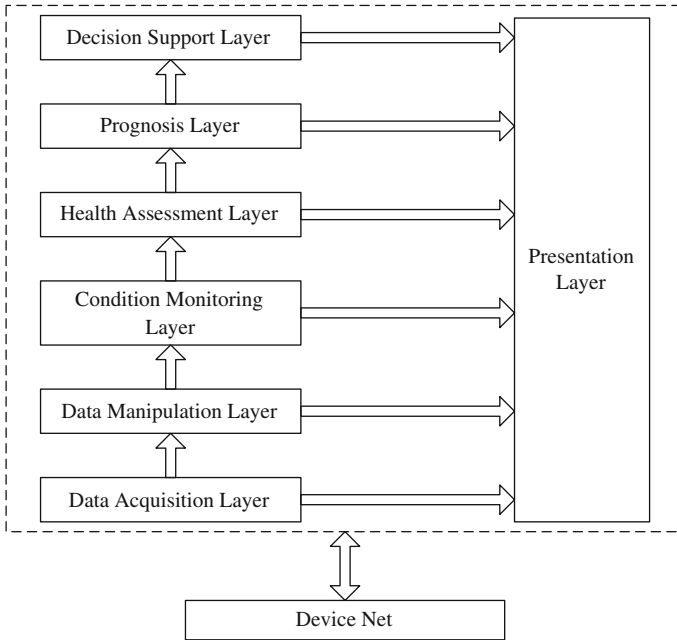 Decision Support Layer
Prognosis Layer
Health Assessment Layer
Condition Monitoring
Layer
Data Manipulation Layer
Data Acquisition Layer
Presentation
Layer
Device Net